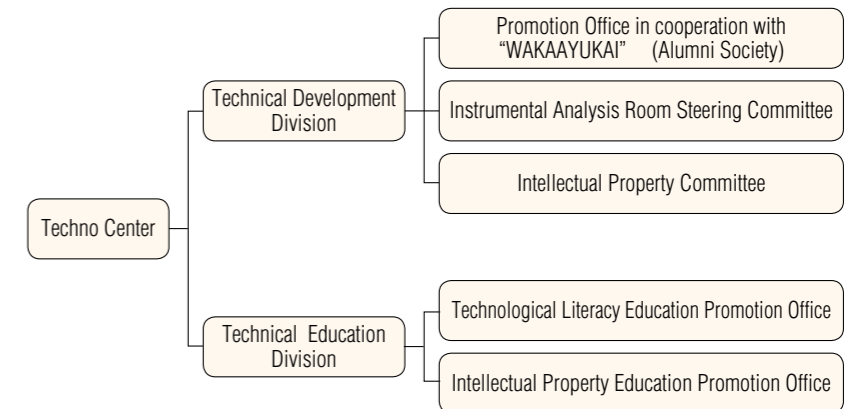 Promotion Office in cooperation with
“WAKAAYUKAI” (Alumni Society)
Technical Development
Division
Instrumental Analysis Room Steering Committee
Intellectual Property Committee
Techno Center
Technological Literacy Education Promotion Office
Technical Education
Division
Intellectual Property Education Promotion Office